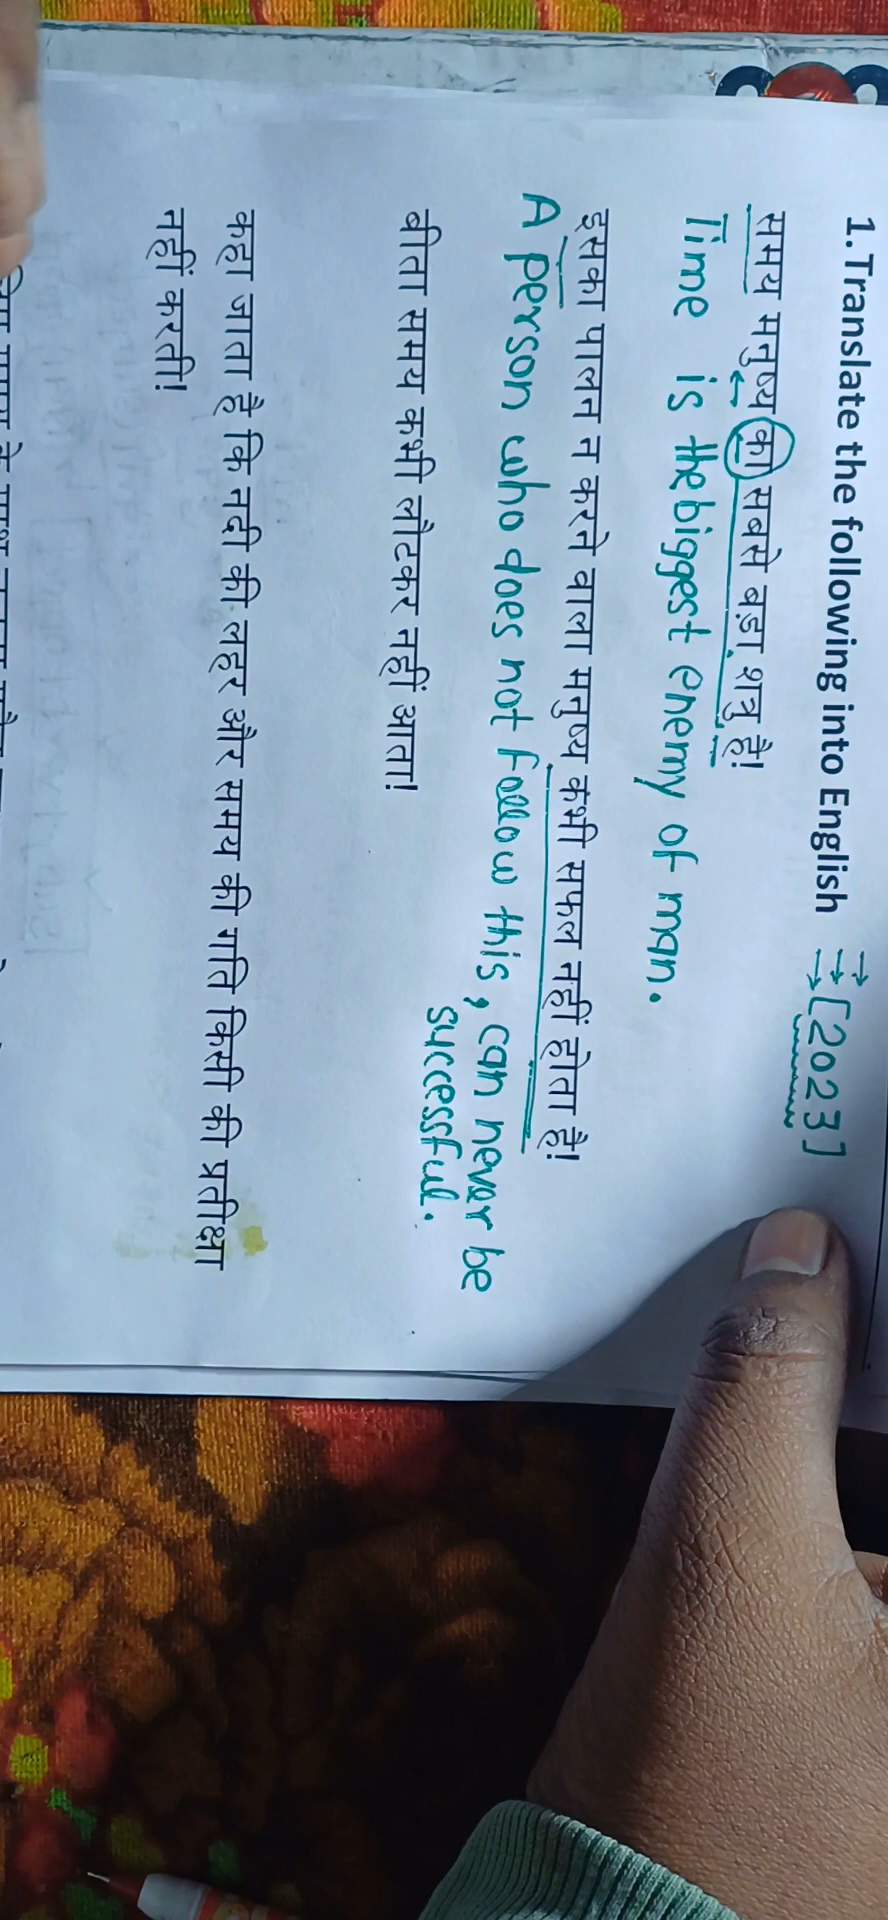 1. Translate the following into English →→ [2023]
समय मनुष्य का सबसे बड़ा शत्रु है!
Time is the biggest enemy of man.
इसका पालन न करने वाला मनुष्य कभी सफल नहीं होता है!
A person who does not follow this, can never be
successful.
बीता समय कभी लौटकर नहीं आता!
कहा जाता है कि नदी की लहर और समय की गति किसी की प्रतीक्षा
नहीं करती!